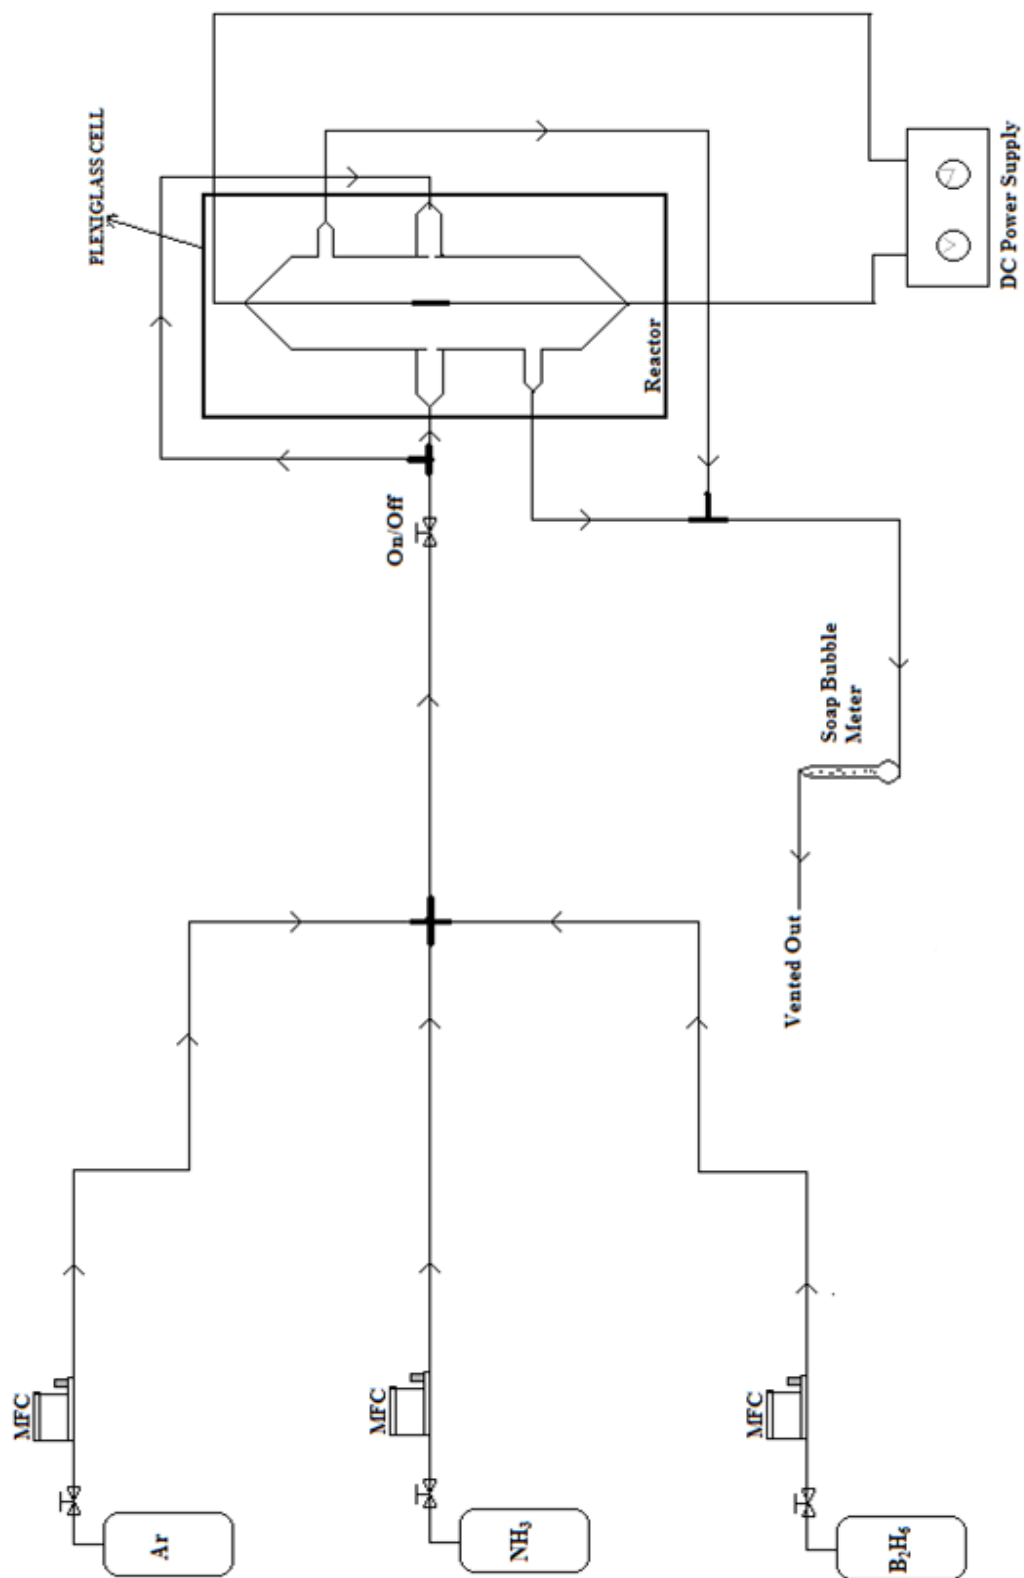 PLEXIGLASS CELL
Reactor
DC Power Supply
On/Off
Soap Bubble
Meter
Vented Out
MFC
MFC
MFC
Ar
NH₃
B₂H₆